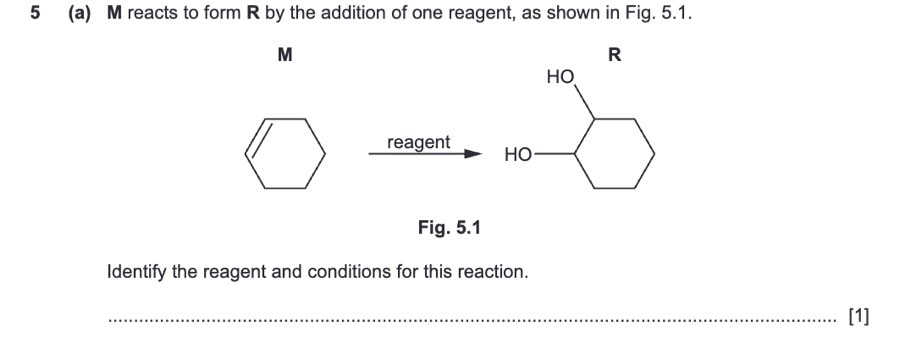 5 (a) M reacts to form R by the addition of one reagent, as shown in Fig. 5.1.
M R
HO
reagent
HO
Fig. 5.1
Identify the reagent and conditions for this reaction.
.......................................................................................................................................... [1]